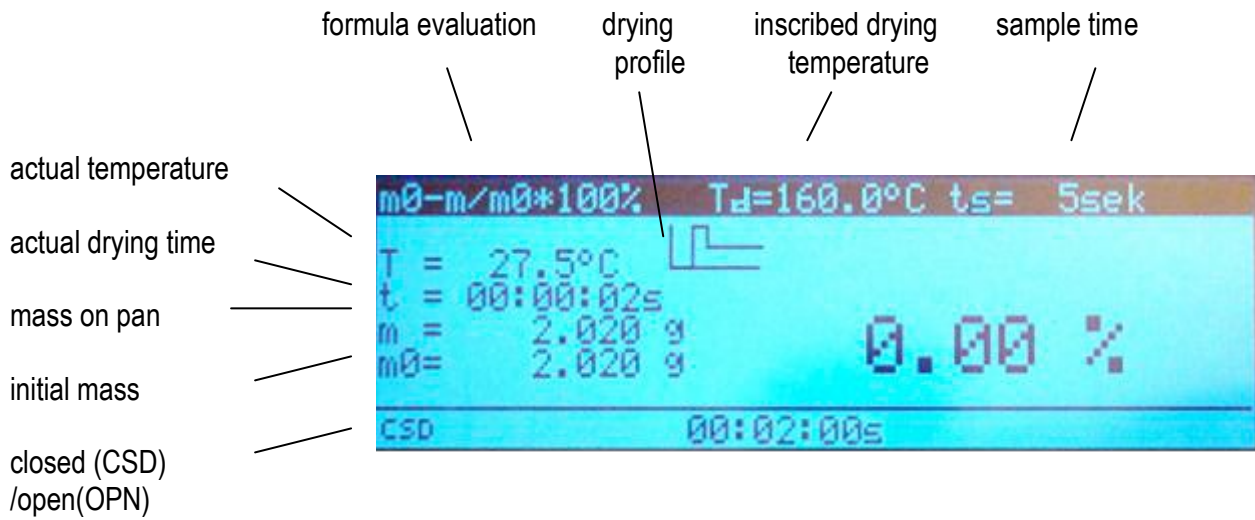 formula evaluation
drying
profile
inscribed drying
temperature
sample time
actual temperature
actual drying time
mass on pan
initial mass
closed (CSD)
/open(OPN)
m0-m/m0*100% Td=160.0°C ts= 5sek
T = 27.5°C
t = 00:00:02s
m = 2.020 g
m0= 2.020 g
0.00 %
CSD 00:02:00s